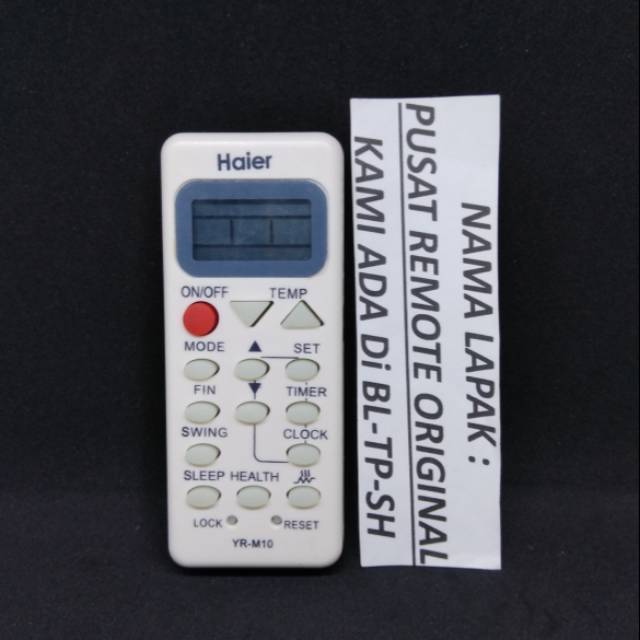 Haier
ON/OFF TEMP
MODE SET
FIN TIMER
SWING CLOCK
SLEEP HEALTH
LOCK RESET
YR-M10
NAMA LAPAK :
PUSAT REMOTE ORIGINAL
KAMI ADA Di BL-TP-SH